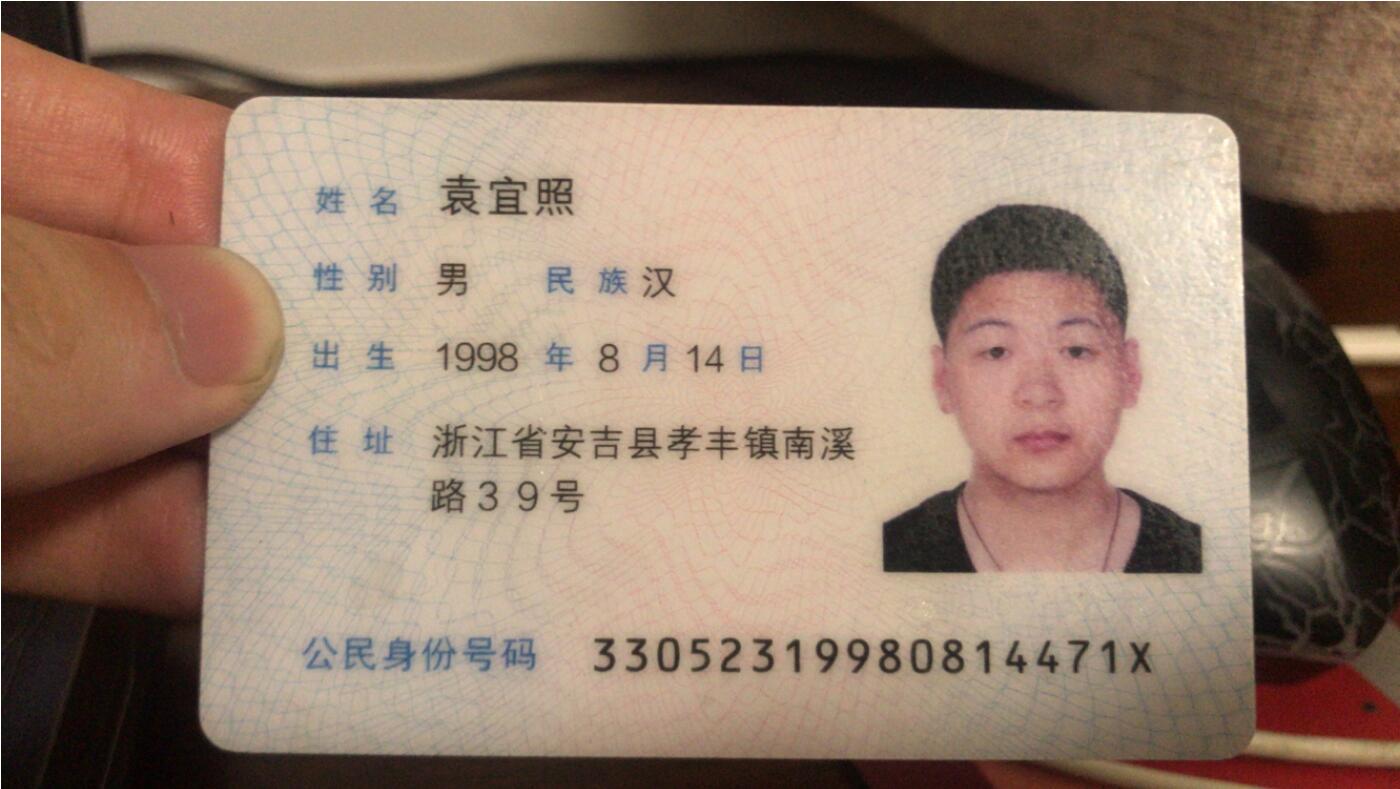 姓名 袁宜照
性别 男 民族 汉
出生 1998 年 8 月 14 日
住址 浙江省安吉县孝丰镇南溪
路39号
公民身份号码 33052319980814471X